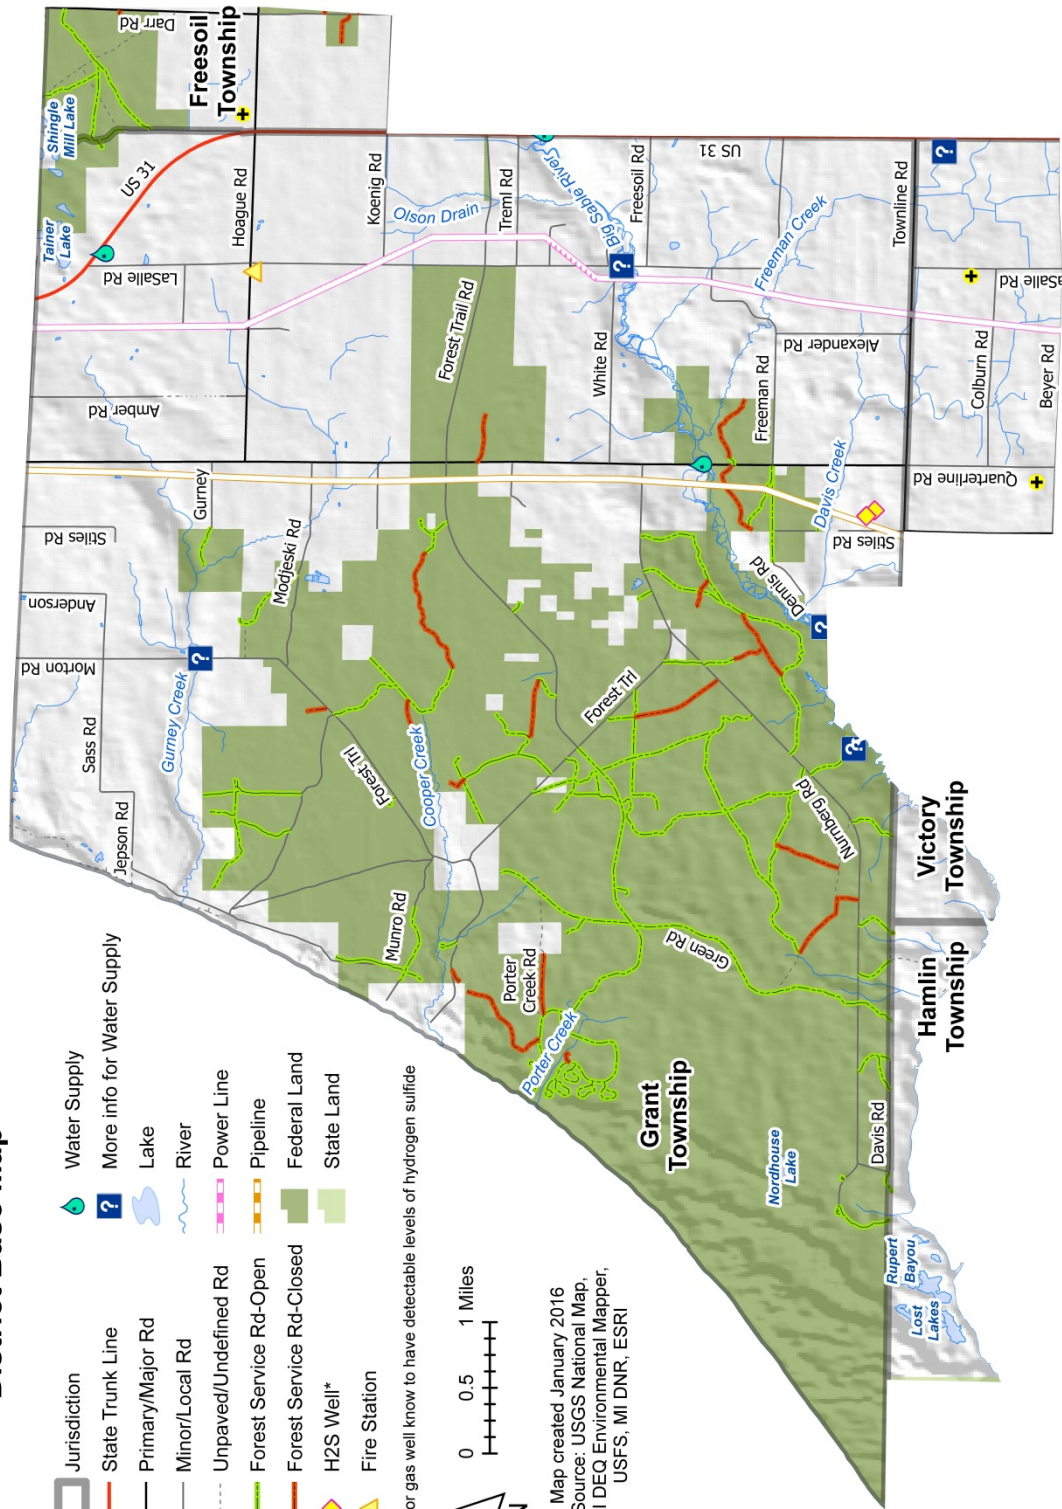 Jurisdiction
State Trunk Line
Primary/Major Rd
Minor/Local Rd
Unpaved/Undefined Rd
Forest Service Rd-Open
Forest Service Rd-Closed
H2S Well*
Fire Station
Water Supply
More info for Water Supply
Lake
River
Power Line
Pipeline
Federal Land
State Land
or gas well know to have detectable levels of hydrogen sulfide
0 0.5 1 Miles
Map created January 2016
Source: USGS National Map,
DEQ Environmental Mapper,
USFS, MI DNR, ESRI
Freesoil
Township
Darr Rd
Shingle
Mill Lake
Tainer
Lake
US 31
Hoague Rd
LaSalle Rd
Koenig Rd
Olson Drain
Treml Rd
Big Sable River
Freesoil Rd
US 31
Freeman Creek
Townline Rd
LaSalle Rd
Amber Rd
Forest Trail Rd
White Rd
Freeman Rd
Alexander Rd
Colburn Rd
Beyer Rd
Quarterline Rd
Davis Creek
Stiles Rd
Dennis Rd
Stiles Rd
Gurney
Modjeski Rd
Anderson
Morton Rd
Sass Rd
Gurney Creek
Jepson Rd
Forest Trl
Cooper Creek
Forest Trl
Munro Rd
Porter
Creek Rd
Porter Creek
Green Rd
Nurnberg Rd
Victory
Township
Hamlin
Township
Grant
Township
Nordhouse
Lake
Davis Rd
Rupert
Bayou
Lost
Lakes